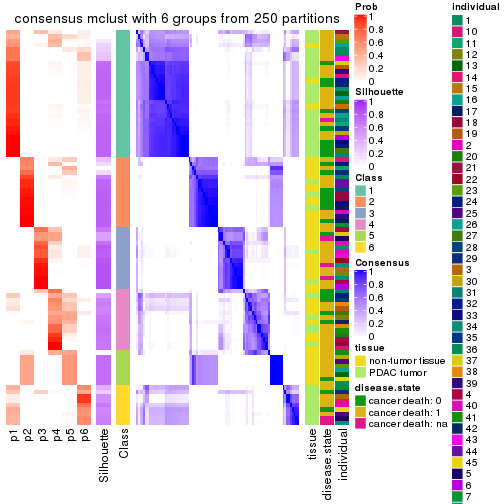 consensus mclust with 6 groups from 250 partitions
p1
p2
p3
p4
p5
p6
Silhouette
Class
tissue
disease.state
individual
Prob
1
0.8
0.6
0.4
0.2
0
Silhouette
1
0.8
0.6
0.4
0.2
0
Class
1
2
3
4
5
6
Consensus
1
0.8
0.6
0.4
0.2
0
tissue
non-tumor tissue
PDAC tumor
disease.state
cancer death: 0
cancer death: 1
cancer death: na
individual
1
10
11
12
13
14
15
16
17
18
19
2
20
21
22
23
24
25
26
27
28
29
3
30
31
32
33
34
35
36
37
38
39
4
40
41
42
43
44
45
5
6
7